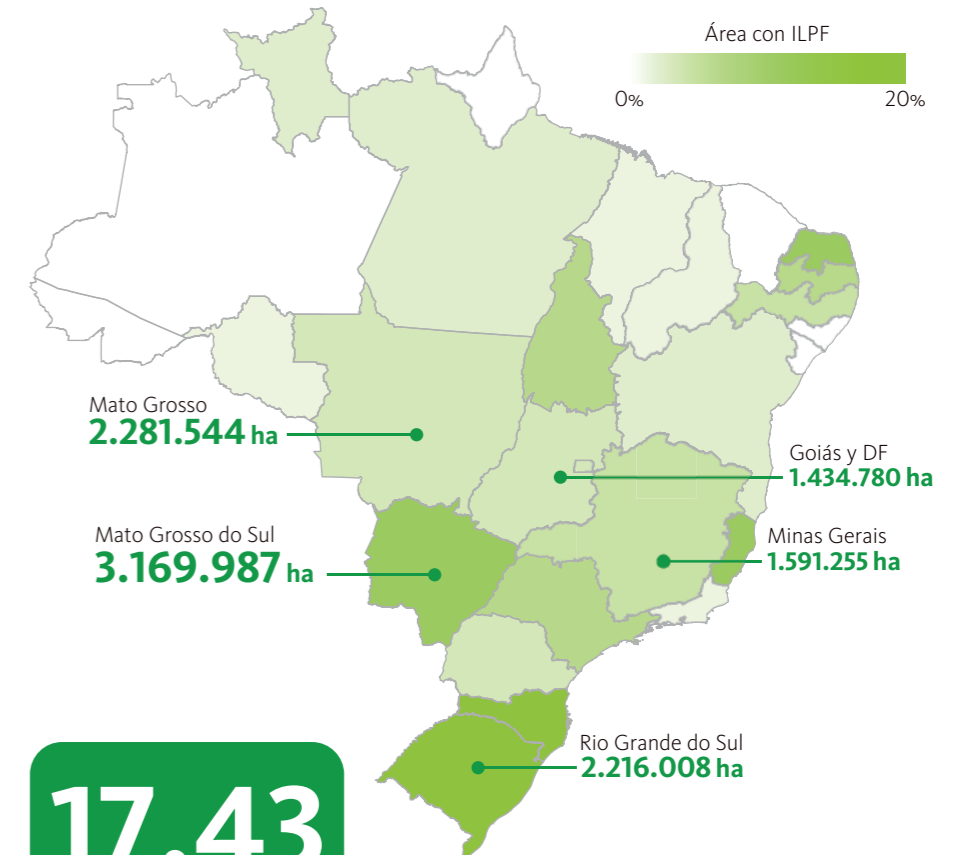 Área con ILPF
0%
20%
Mato Grosso
2.281.544 ha
Goiás y DF
1.434.780 ha
Mato Grosso do Sul
3.169.987 ha
Minas Gerais
1.591.255 ha
Rio Grande do Sul
2.216.008 ha
17.43